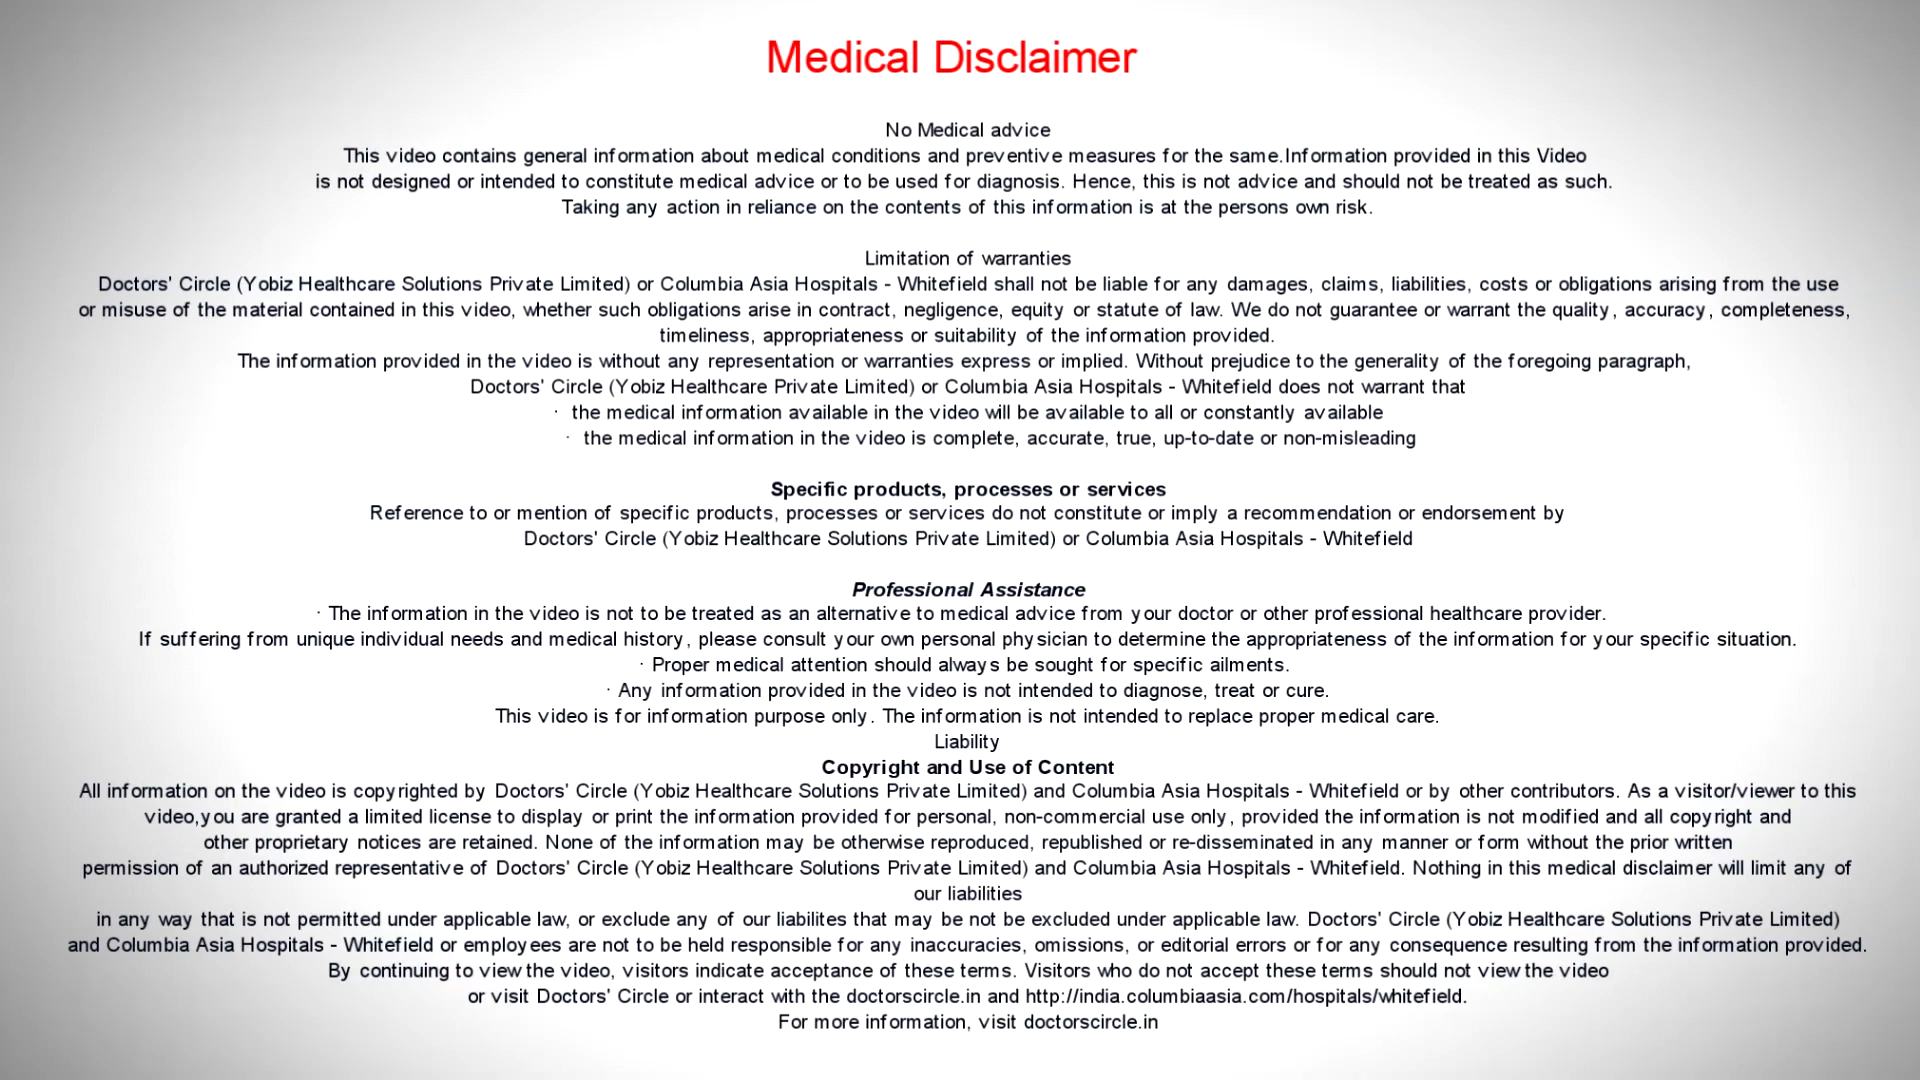 Medical Disclaimer
No Medical advice
This video contains general information about medical conditions and preventive measures for the same.Information provided in this Video
is not designed or intended to constitute medical advice or to be used for diagnosis. Hence, this is not advice and should not be treated as such.
Taking any action in reliance on the contents of this information is at the persons own risk.
Limitation of warranties
Doctors' Circle (Yobiz Healthcare Solutions Private Limited) or Columbia Asia Hospitals - Whitefield shall not be liable for any damages, claims, liabilities, costs or obligations arising from the use
or misuse of the material contained in this video, whether such obligations arise in contract, negligence, equity or statute of law. We do not guarantee or warrant the quality, accuracy, completeness,
timeliness, appropriateness or suitability of the information provided.
The information provided in the video is without any representation or warranties express or implied. Without prejudice to the generality of the foregoing paragraph,
Doctors' Circle (Yobiz Healthcare Private Limited) or Columbia Asia Hospitals - Whitefield does not warrant that
· the medical information available in the video will be available to all or constantly available
· the medical information in the video is complete, accurate, true, up-to-date or non-misleading
Specific products, processes or services
Reference to or mention of specific products, processes or services do not constitute or imply a recommendation or endorsement by
Doctors' Circle (Yobiz Healthcare Solutions Private Limited) or Columbia Asia Hospitals - Whitefield
Professional Assistance
· The information in the video is not to be treated as an alternative to medical advice from your doctor or other professional healthcare provider.
If suffering from unique individual needs and medical history, please consult your own personal physician to determine the appropriateness of the information for your specific situation.
· Proper medical attention should always be sought for specific ailments.
· Any information provided in the video is not intended to diagnose, treat or cure.
This video is for information purpose only. The information is not intended to replace proper medical care.
Liability
Copyright and Use of Content
All information on the video is copyrighted by Doctors' Circle (Yobiz Healthcare Solutions Private Limited) and Columbia Asia Hospitals - Whitefield or by other contributors. As a visitor/viewer to this
video,you are granted a limited license to display or print the information provided for personal, non-commercial use only, provided the information is not modified and all copyright and
other proprietary notices are retained. None of the information may be otherwise reproduced, republished or re-disseminated in any manner or form without the prior written
permission of an authorized representative of Doctors' Circle (Yobiz Healthcare Solutions Private Limited) and Columbia Asia Hospitals - Whitefield. Nothing in this medical disclaimer will limit any of
our liabilities
in any way that is not permitted under applicable law, or exclude any of our liabilites that may be not be excluded under applicable law. Doctors' Circle (Yobiz Healthcare Solutions Private Limited)
and Columbia Asia Hospitals - Whitefield or employees are not to be held responsible for any inaccuracies, omissions, or editorial errors or for any consequence resulting from the information provided.
By continuing to view the video, visitors indicate acceptance of these terms. Visitors who do not accept these terms should not view the video
or visit Doctors' Circle or interact with the doctorscircle.in and http://india.columbiaasia.com/hospitals/whitefield.
For more information, visit doctorscircle.in